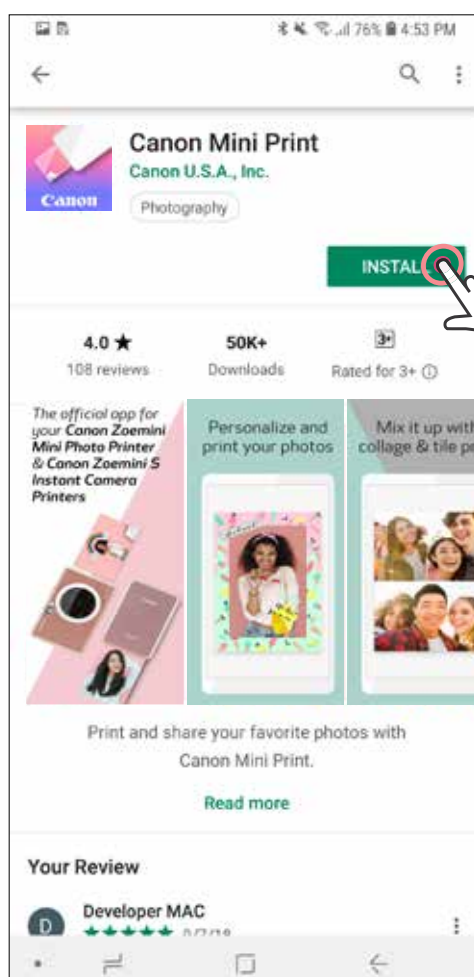 76% 4:53 PM
Canon Mini Print
Canon U.S.A., Inc.
Canon
Photography
INSTALL
4.0 ★ 50K+ 3+
108 reviews Downloads Rated for 3+
The official app for
your Canon Zoemini
Mini Photo Printer
& Canon Zoemini S
Instant Camera
Printers
Personalize and
print your photos
Mix it up with
collage & tile
Print and share your favorite photos with
Canon Mini Print.
Read more
Your Review
D
Developer MAC